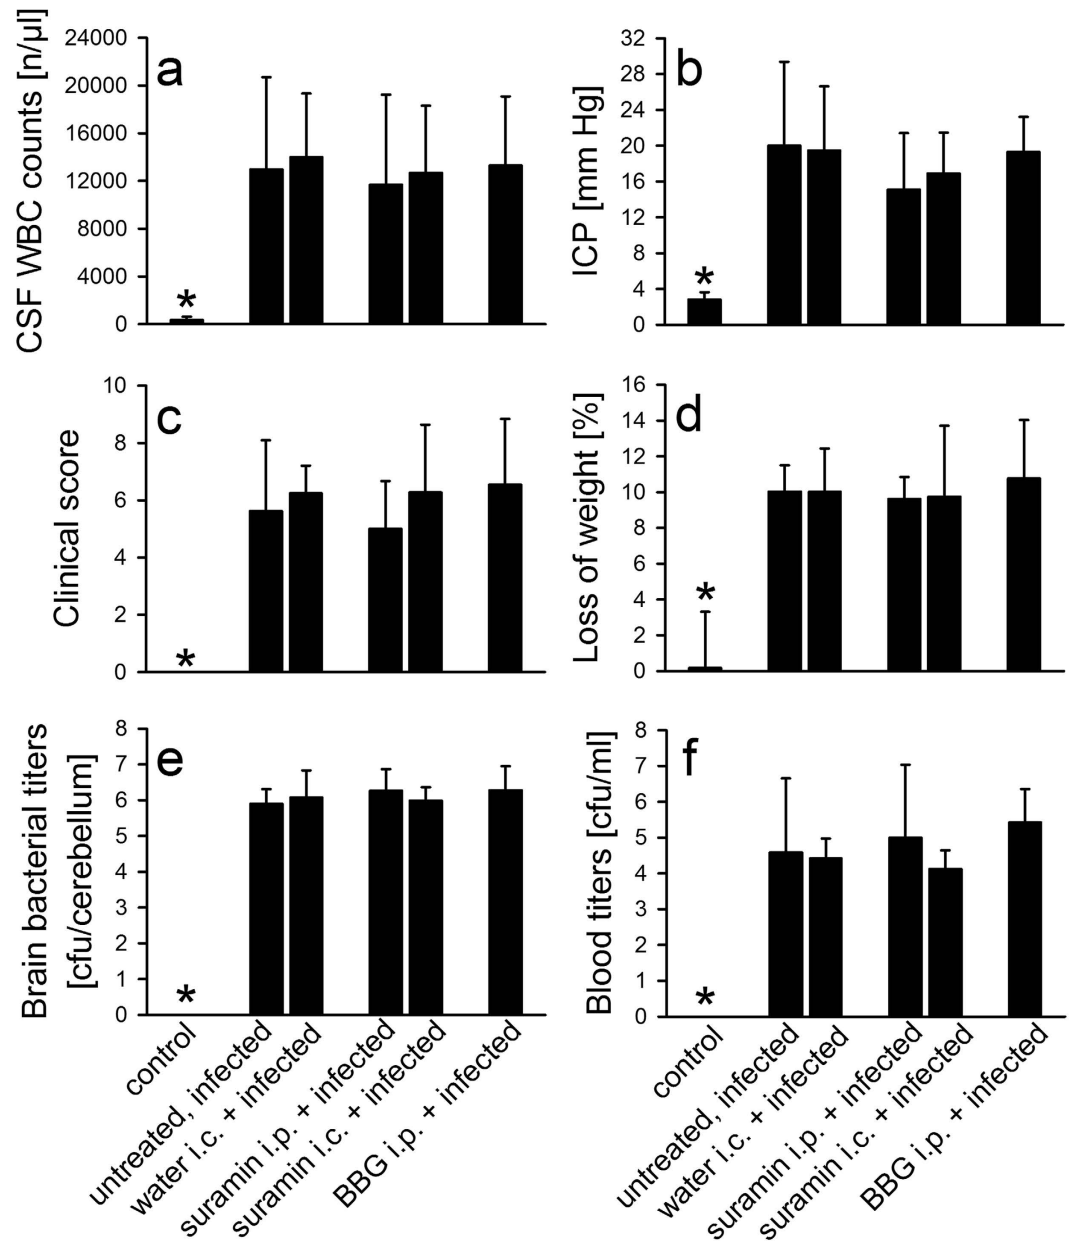 CSF WBC counts [n/µl]
24000
20000
16000
12000
8000
4000
0
a
*
ICP [mm Hg]
32
28
24
20
16
12
8
4
0
b
*
Clinical score
10
8
6
4
2
0
c
*
Loss of weight [%]
16
14
12
10
8
6
4
2
0
d
*
Brain bacterial titers
[cfu/cerebellum]
8
7
6
5
4
3
2
1
0
e
*
control
untreated, infected
water i.c. + infected
suramin i.p. + infected
suramin i.c. + infected
BBG i.p. + infected
Blood titers [cfu/ml]
8
7
6
5
4
3
2
1
0
f
*
control
untreated, infected
water i.c. + infected
suramin i.p. + infected
suramin i.c. + infected
BBG i.p. + infected